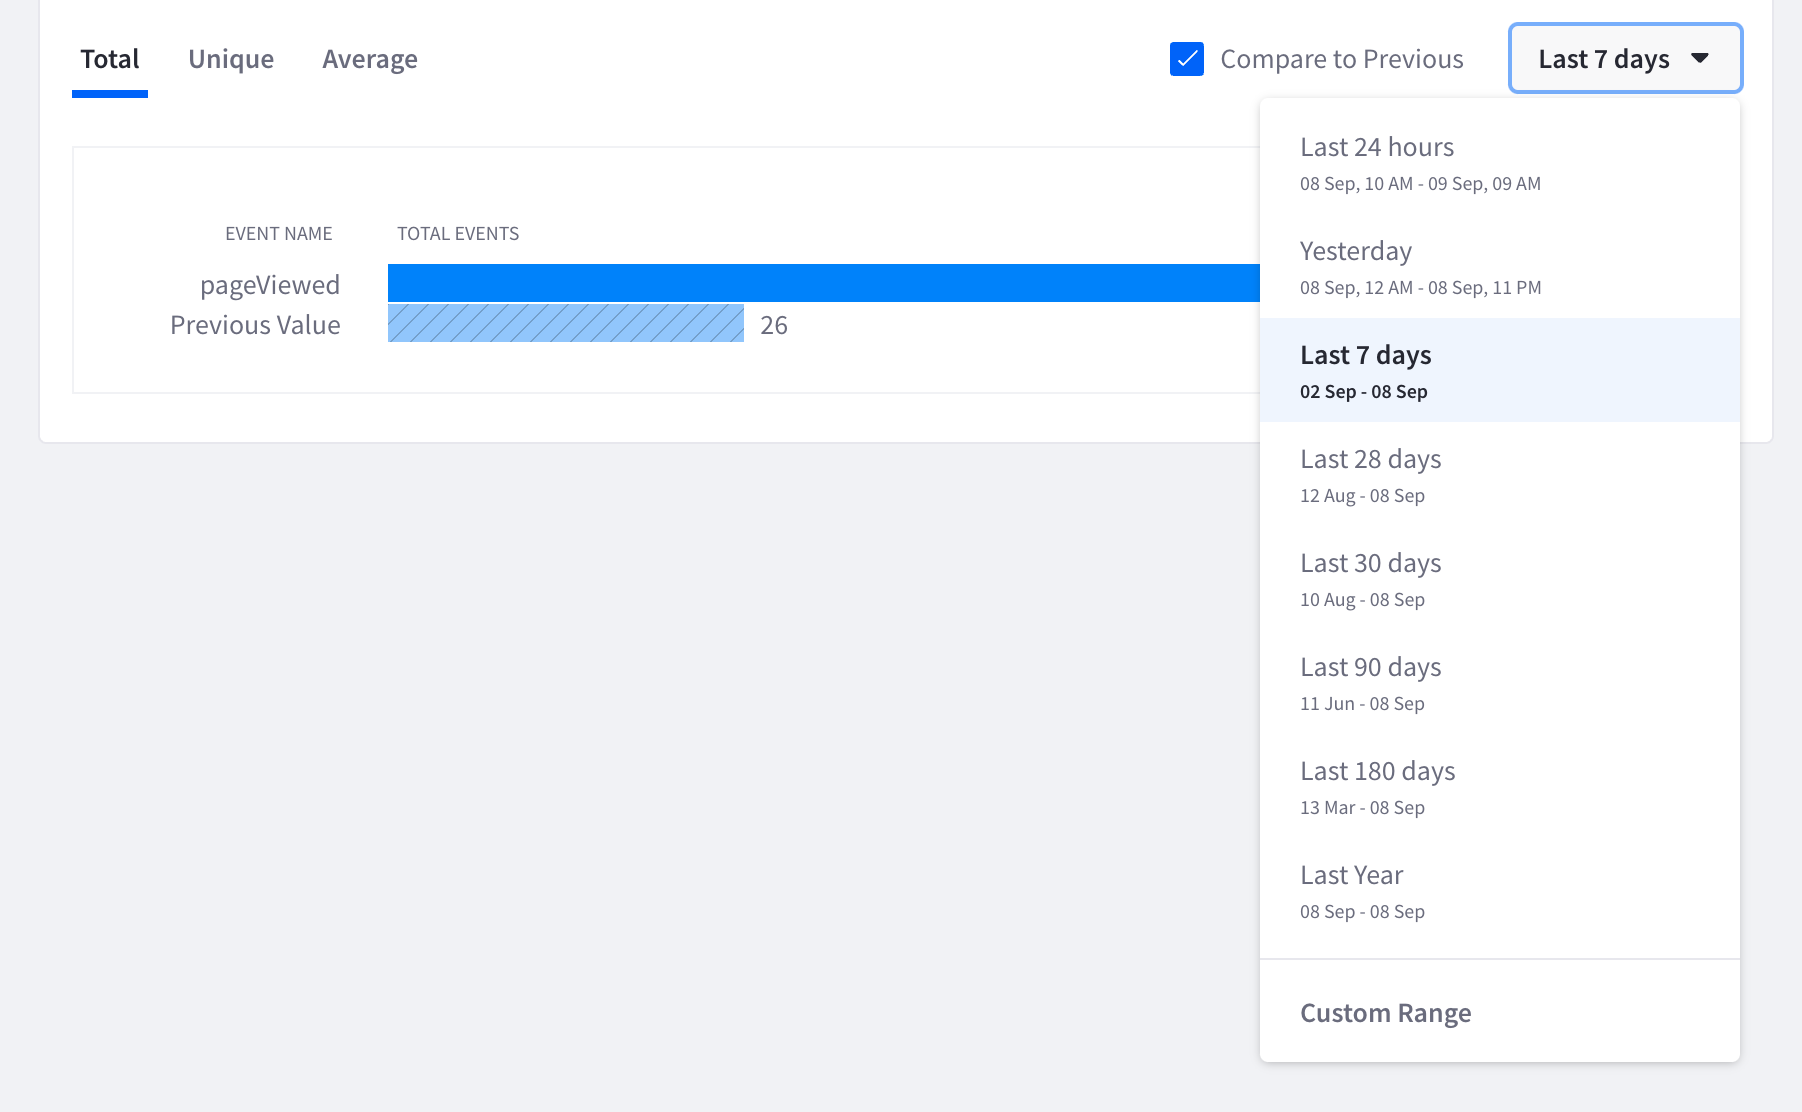 Total Unique Average Compare to Previous Last 7 days
EVENT NAME TOTAL EVENTS
pageViewed
Previous Value 26
Last 24 hours
08 Sep, 10 AM - 09 Sep, 09 AM
Yesterday
08 Sep, 12 AM - 08 Sep, 11 PM
Last 7 days
02 Sep - 08 Sep
Last 28 days
12 Aug - 08 Sep
Last 30 days
10 Aug - 08 Sep
Last 90 days
11 Jun - 08 Sep
Last 180 days
13 Mar - 08 Sep
Last Year
08 Sep - 08 Sep
Custom Range